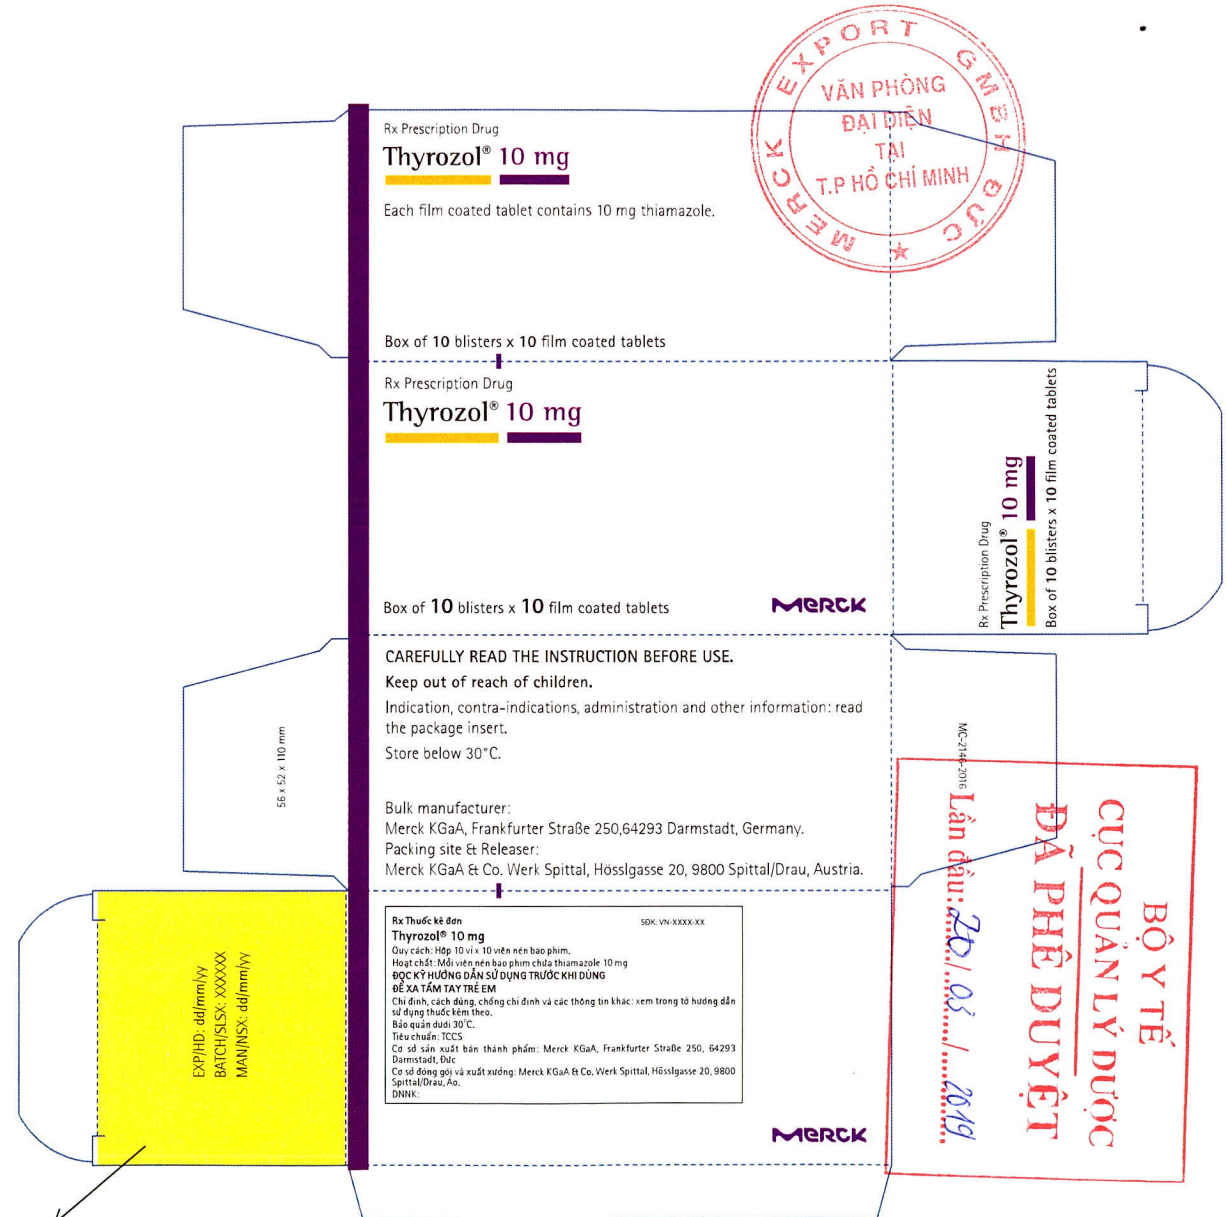 MERCK EXPORT GMBH ĐỨC
VĂN PHÒNG
ĐẠI DIỆN
TẠI
T.P HỒ CHÍ MINH
Rx Prescription Drug
Thyrozol® 10 mg
Each film coated tablet contains 10 mg thiamazole.
Box of 10 blisters x 10 film coated tablets
Rx Prescription Drug
Thyrozol® 10 mg
Box of 10 blisters x 10 film coated tablets
MERCK
Rx Prescription Drug
Thyrozol® 10 mg
Box of 10 blisters x 10 film coated tablets
CAREFULLY READ THE INSTRUCTION BEFORE USE.
Keep out of reach of children.
Indication, contra-indications, administration and other information: read
the package insert.
Store below 30°C.
Bulk manufacturer:
Merck KGaA, Frankfurter Straße 250,64293 Darmstadt, Germany.
Packing site & Releaser:
Merck KGaA & Co. Werk Spittal, Hösslgasse 20, 9800 Spittal/Drau, Austria.
56 x 52 x 110 mm
MC-2146-2016
BỘ Y TẾ
CỤC QUẢN LÝ DƯỢC
ĐÃ PHÊ DUYỆT
Lần đầu: 20/03/2019
EXP/HD: dd/mm/yy
BATCH/SLSX: XXXXXX
MAN/NSX: dd/mm/yy
Rx Thuốc kê đơn
SĐK: VN-XXXX-XX
Thyrozol® 10 mg
Quy cách: Hộp 10 vỉ x 10 viên nén bao phim.
Hoạt chất: Mỗi viên nén bao phim chứa thiamazole 10 mg
ĐỌC KỸ HƯỚNG DẪN SỬ DỤNG TRƯỚC KHI DÙNG
ĐỂ XA TẦM TAY TRẺ EM
Chỉ định, cách dùng, chống chỉ định và các thông tin khác: xem trong tờ hướng dẫn
sử dụng thuốc kèm theo.
Bảo quản dưới 30°C.
Tiêu chuẩn: TCCS
Cơ sở sản xuất bán thành phẩm: Merck KGaA, Frankfurter Straße 250, 64293
Darmstadt, Đức
Cơ sở đóng gói và xuất xưởng: Merck KGaA & Co. Werk Spittal, Hösslgasse 20, 9800
Spittal/Drau, Áo.
DNNK:
MERCK